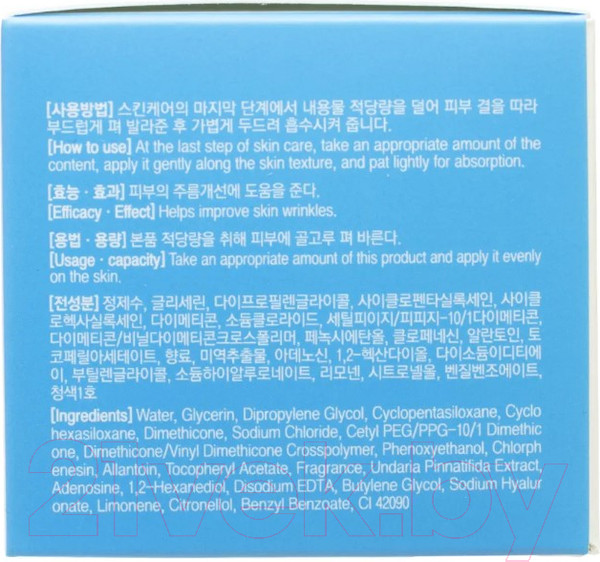 [사용방법] 스킨케어의 마지막 단계에서 내용물 적당량을 덜어 피부 결을 따라
부드럽게 펴 발라준 후 가볍게 두드려 흡수시켜 줍니다.
[How to use] At the last step of skin care, take an appropriate amount of the
content, apply it gently along the skin texture, and pat lightly for absorption.
[효능 · 효과] 피부의 주름개선에 도움을 준다.
[Efficacy · Effect] Helps improve skin wrinkles.
[용법 · 용량] 본품 적당량을 취해 피부에 골고루 펴 바른다.
[Usage · capacity] Take an appropriate amount of this product and apply it evenly
on the skin.
[전성분] 정제수, 글리세린, 다이프로필렌글라이콜, 사이클로펜타실록세인, 사이클
로헥사실록세인, 다이메티콘, 소듐클로라이드, 세틸피이지/피피지-10/1다이메티콘,
다이메티콘/비닐다이메티콘크로스폴리머, 페녹시에탄올, 클로페네신, 알란토인, 토
코페릴아세테이트, 향료, 미역추출물, 아데노신, 1,2-헥산다이올, 다이소듐이디티에
이, 부틸렌글라이콜, 소듐하이알루로네이트, 리모넨, 시트로넬올, 벤질벤조에이트,
청색1호
[Ingredients] Water, Glycerin, Dipropylene Glycol, Cyclopentasiloxane, Cyclo
hexasiloxane, Dimethicone, Sodium Chloride, Cetyl PEG/PPG-10/1 Dimethic
one, Dimethicone/Vinyl Dimethicone Crosspolymer, Phenoxyethanol, Chlorph
enesin, Allantoin, Tocopheryl Acetate, Fragrance, Undaria Pinnatifida Extract,
Adenosine, 1,2-Hexanediol, Disodium EDTA, Butylene Glycol, Sodium Hyalur
onate, Limonene, Citronellol, Benzyl Benzoate, CI 42090
21vek.by